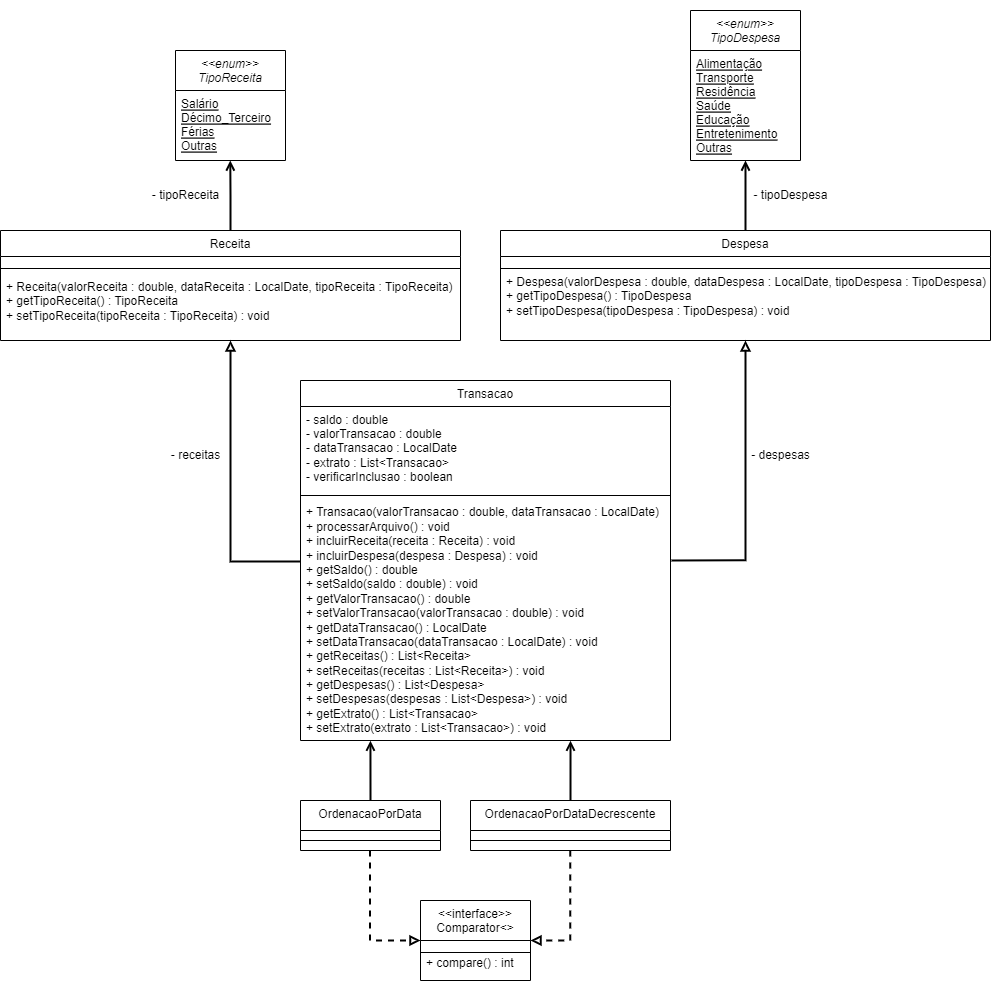 <<enum>>
TipoReceita
Salário
Décimo_Terceiro
Férias
Outras
<<enum>>
TipoDespesa
Alimentação
Transporte
Residência
Saúde
Educação
Entretenimento
Outras
- tipoReceita
- tipoDespesa
Receita
+ Receita(valorReceita : double, dataReceita : LocalDate, tipoReceita : TipoReceita)
+ getTipoReceita() : TipoReceita
+ setTipoReceita(tipoReceita : TipoReceita) : void
Despesa
+ Despesa(valorDespesa : double, dataDespesa : LocalDate, tipoDespesa : TipoDespesa)
+ getTipoDespesa() : TipoDespesa
+ setTipoDespesa(tipoDespesa : TipoDespesa) : void
- receitas
- despesas
Transacao
- saldo : double
- valorTransacao : double
- dataTransacao : LocalDate
- extrato : List<Transacao>
- verificarInclusao : boolean
+ Transacao(valorTransacao : double, dataTransacao : LocalDate)
+ processarArquivo() : void
+ incluirReceita(receita : Receita) : void
+ incluirDespesa(despesa : Despesa) : void
+ getSaldo() : double
+ setSaldo(saldo : double) : void
+ getValorTransacao() : double
+ setValorTransacao(valorTransacao : double) : void
+ getDataTransacao() : LocalDate
+ setDataTransacao(dataTransacao : LocalDate) : void
+ getReceitas() : List<Receita>
+ setReceitas(receitas : List<Receita>) : void
+ getDespesas() : List<Despesa>
+ setDespesas(despesas : List<Despesa>) : void
+ getExtrato() : List<Transacao>
+ setExtrato(extrato : List<Transacao>) : void
OrdenacaoPorData
OrdenacaoPorDataDecrescente
<<interface>>
Comparator<>
+ compare() : int